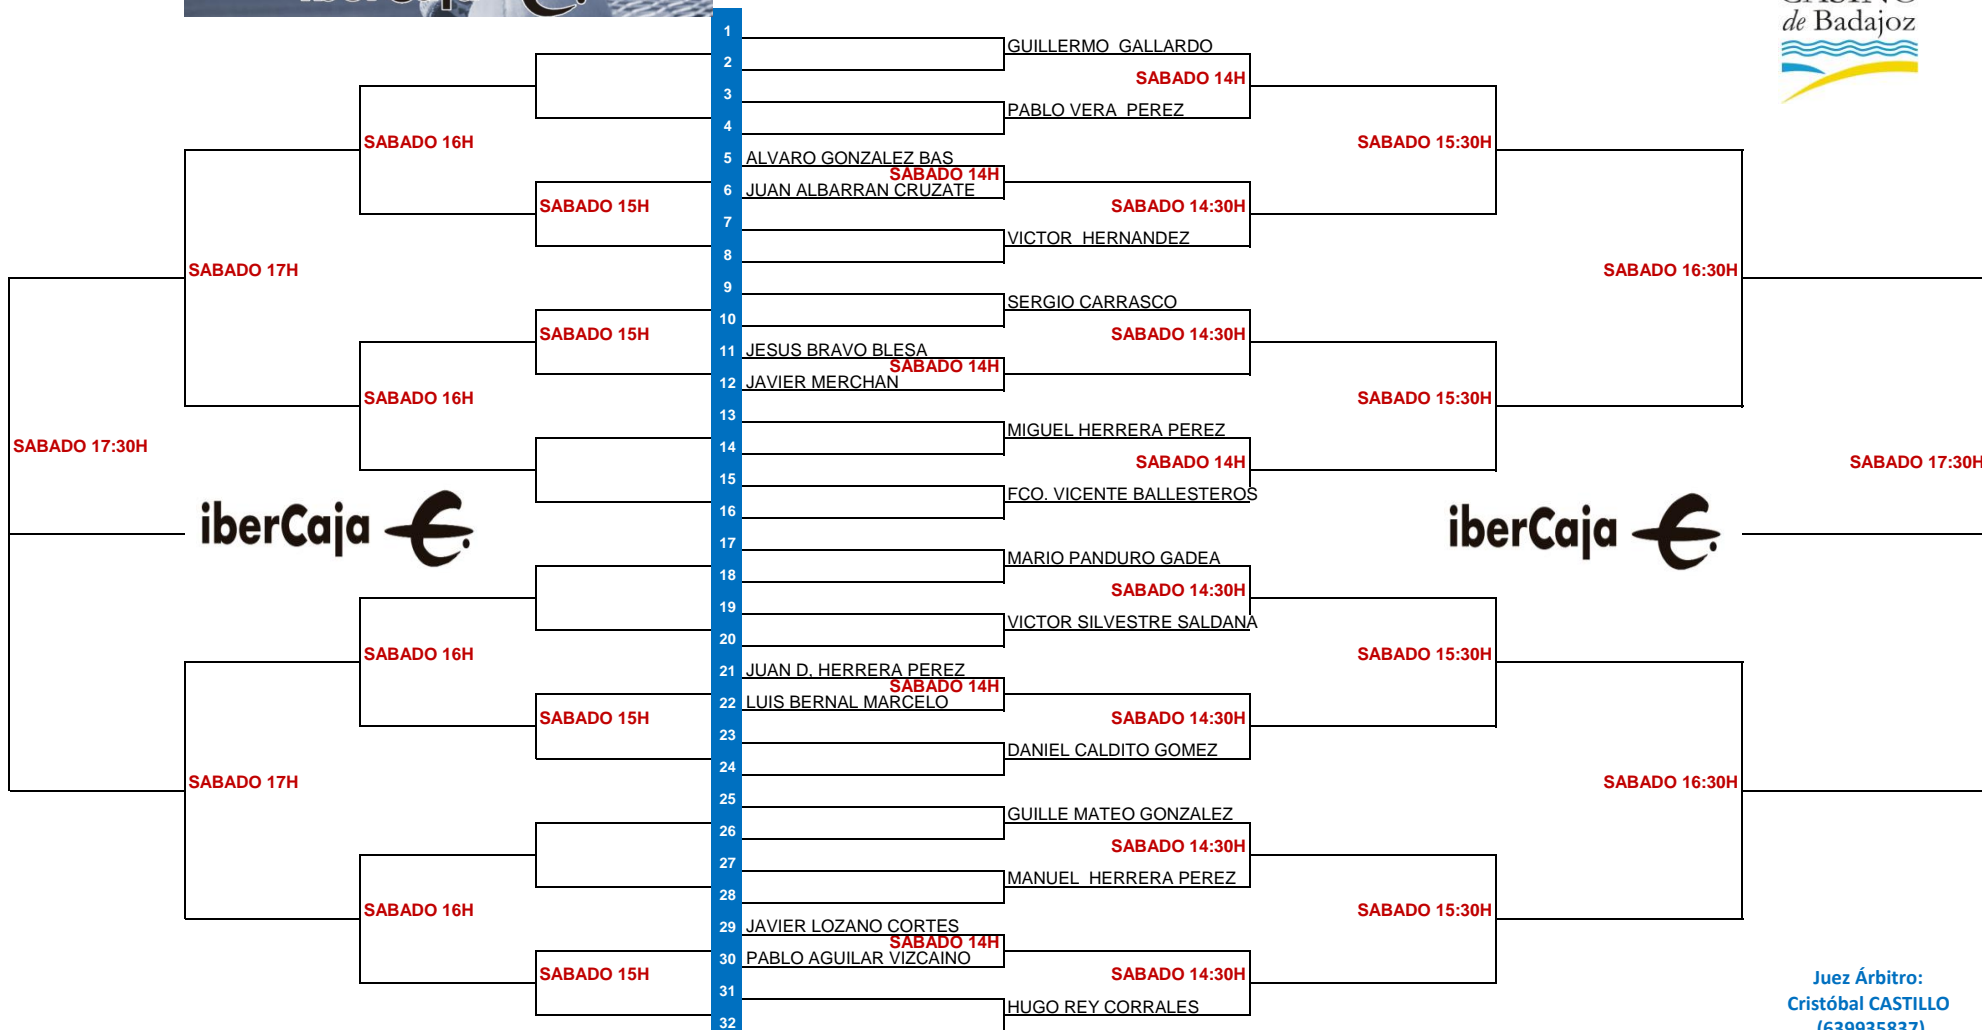 iberCaja
CASINO
de Badajoz
1
GUILLERMO GALLARDO
2
SABADO 14H
3
PABLO VERA PEREZ
4
SABADO 16H
SABADO 15:30H
5 ALVARO GONZALEZ BAS
SABADO 14H
6 JUAN ALBARRAN CRUZATE
SABADO 15H
SABADO 14:30H
7
VICTOR HERNANDEZ
8
SABADO 17H
SABADO 16:30H
9
SERGIO CARRASCO
10
SABADO 15H
SABADO 14:30H
11 JESUS BRAVO BLESA
SABADO 14H
12 JAVIER MERCHAN
SABADO 16H
SABADO 15:30H
13
MIGUEL HERRERA PEREZ
14
SABADO 17:30H
SABADO 14H
SABADO 17:30H
15
FCO. VICENTE BALLESTEROS
16
iberCaja
iberCaja
17
MARIO PANDURO GADEA
18
SABADO 14:30H
19
VICTOR SILVESTRE SALDANA
20
SABADO 16H
SABADO 15:30H
21 JUAN D. HERRERA PEREZ
SABADO 14H
22 LUIS BERNAL MARCELO
SABADO 15H
SABADO 14:30H
23
DANIEL CALDITO GOMEZ
24
SABADO 17H
SABADO 16:30H
25
GUILLE MATEO GONZALEZ
26
SABADO 14:30H
27
MANUEL HERRERA PEREZ
28
SABADO 16H
SABADO 15:30H
29 JAVIER LOZANO CORTES
SABADO 14H
30 PABLO AGUILAR VIZCAINO
SABADO 15H
SABADO 14:30H
31
HUGO REY CORRALES
32
Juez Árbitro:
Cristóbal CASTILLO
(639935837)